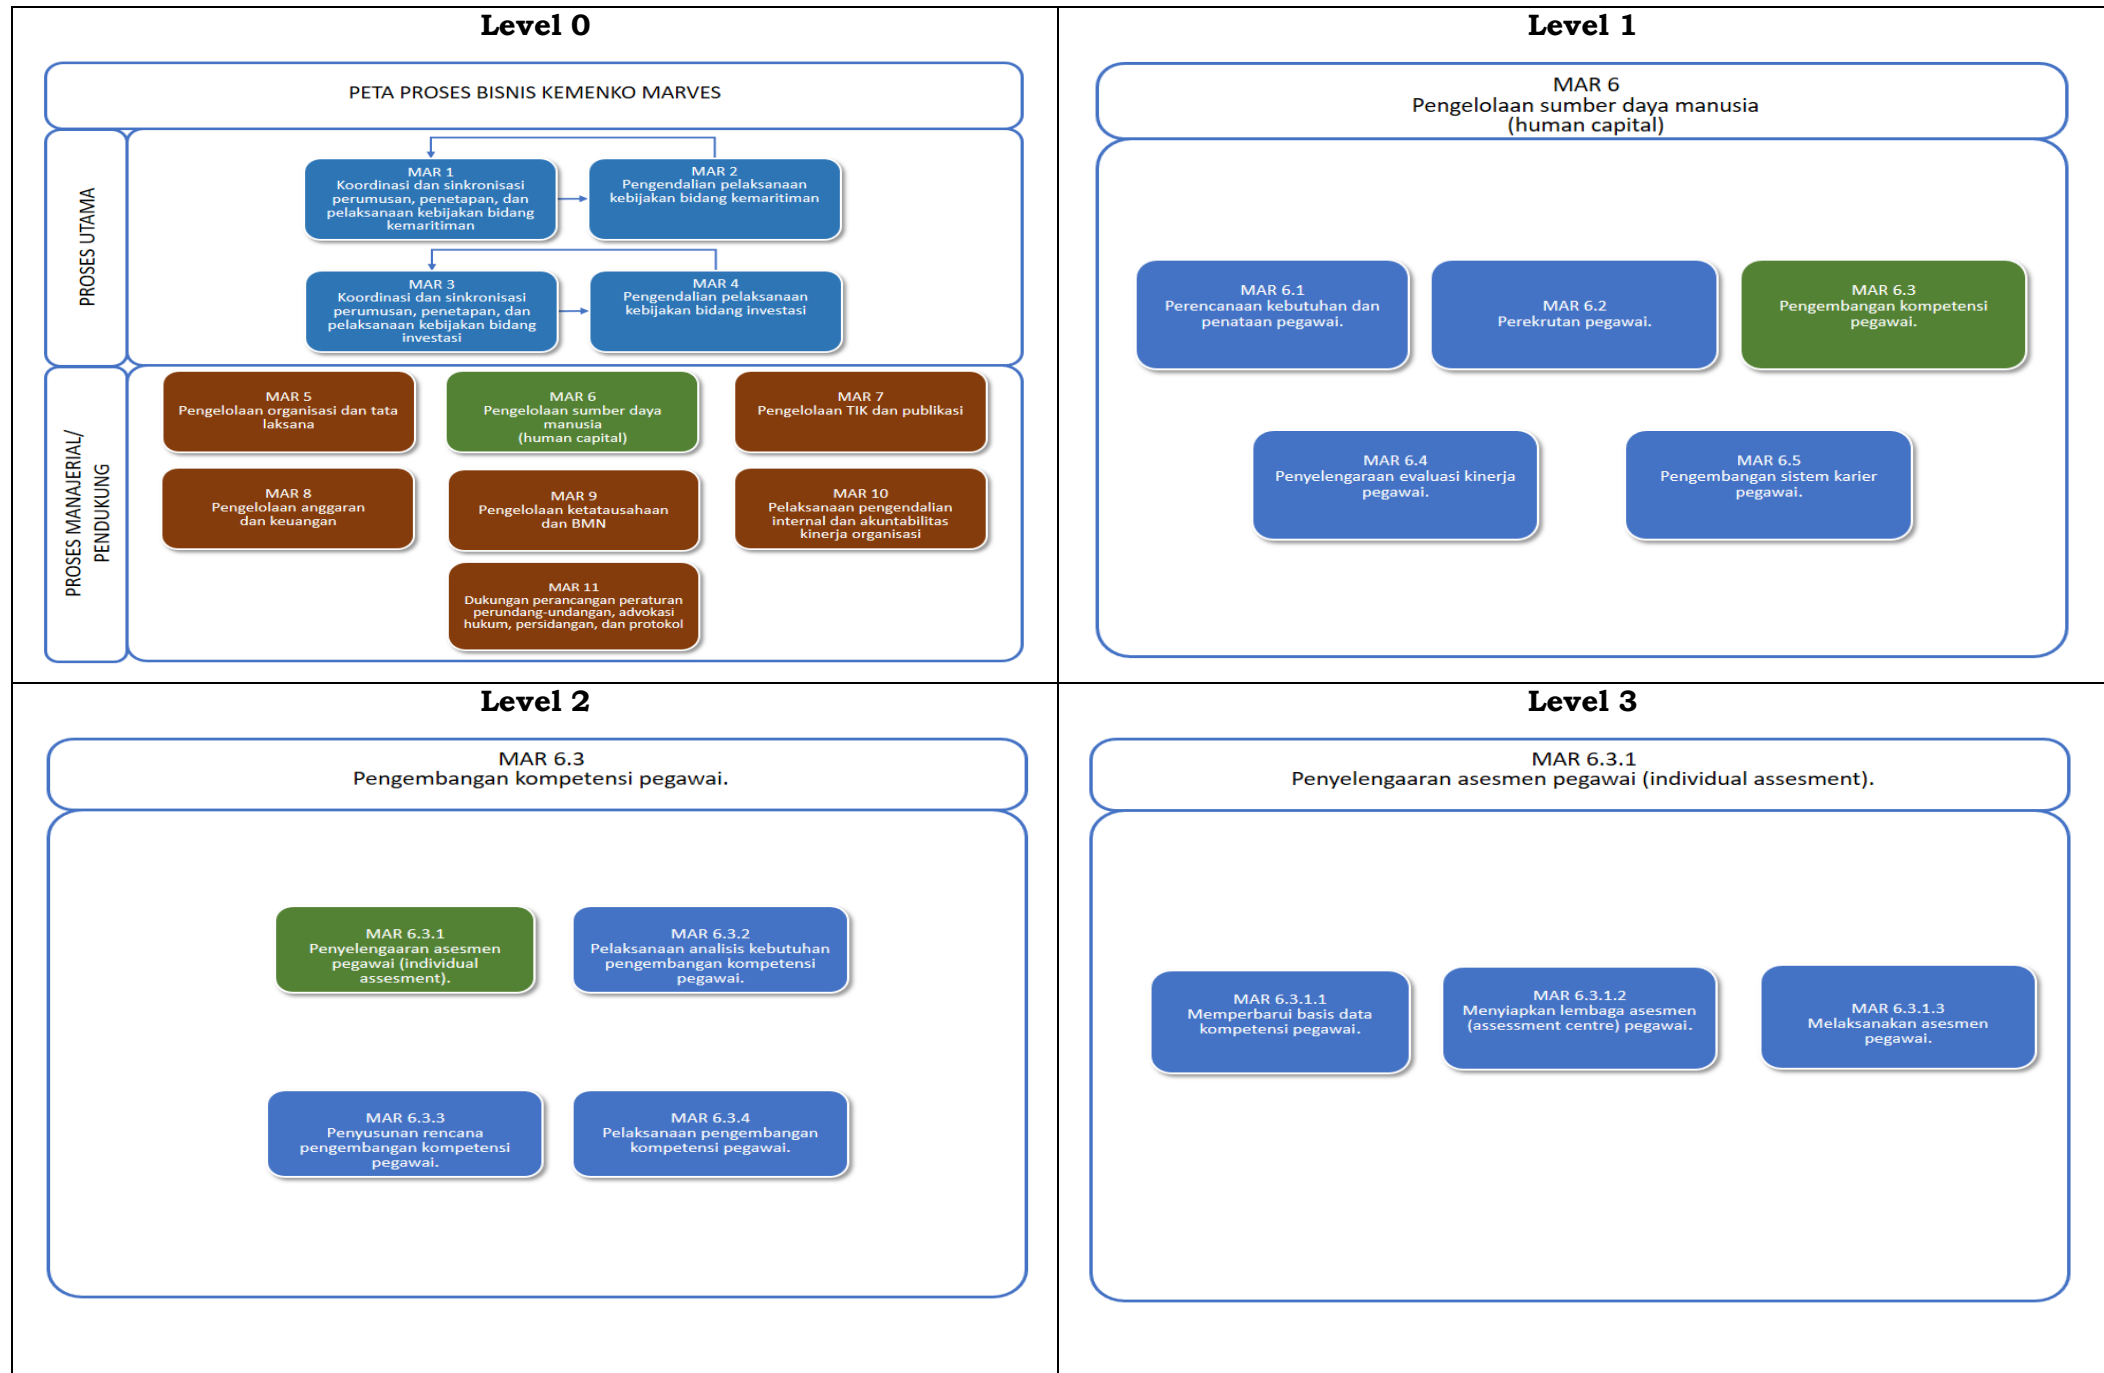 Level 0
PETA PROSES BISNIS KEMENKO MARVES
PROSES UTAMA
MAR 1
Koordinasi dan sinkronisasi
perumusan, penetapan, dan
pelaksanaan kebijakan bidang
kemaritiman
MAR 2
Pengendalian pelaksanaan
kebijakan bidang kemaritiman
MAR 3
Koordinasi dan sinkronisasi
perumusan, penetapan, dan
pelaksanaan kebijakan bidang
investasi
MAR 4
Pengendalian pelaksanaan
kebijakan bidang investasi
PROSES MANAJERIAL/
PENDUKUNG
MAR 5
Pengelolaan organisasi dan tata
laksana
MAR 6
Pengelolaan sumber daya
manusia
(human capital)
MAR 7
Pengelolaan TIK dan publikasi
MAR 8
Pengelolaan anggaran
dan keuangan
MAR 9
Pengelolaan ketatausahaan
dan BMN
MAR 10
Pelaksanaan pengendalian
internal dan akuntabilitas
kinerja organisasi
MAR 11
Dukungan perancangan peraturan
perundang-undangan, advokasi
hukum, persidangan, dan protokol
Level 1
MAR 6
Pengelolaan sumber daya manusia
(human capital)
MAR 6.1
Perencanaan kebutuhan dan
penataan pegawai.
MAR 6.2
Perekrutan pegawai.
MAR 6.3
Pengembangan kompetensi
pegawai.
MAR 6.4
Penyelengaraan evaluasi kinerja
pegawai.
MAR 6.5
Pengembangan sistem karier
pegawai.
Level 2
MAR 6.3
Pengembangan kompetensi pegawai.
MAR 6.3.1
Penyelengaaran asesmen
pegawai (individual
assesment).
MAR 6.3.2
Pelaksanaan analisis kebutuhan
pengembangan kompetensi
pegawai.
MAR 6.3.3
Penyusunan rencana
pengembangan kompetensi
pegawai.
MAR 6.3.4
Pelaksanaan pengembangan
kompetensi pegawai.
Level 3
MAR 6.3.1
Penyelengaaran asesmen pegawai (individual assesment).
MAR 6.3.1.1
Memperbarui basis data
kompetensi pegawai.
MAR 6.3.1.2
Menyiapkan lembaga asesmen
(assessment centre) pegawai.
MAR 6.3.1.3
Melaksanakan asesmen
pegawai.